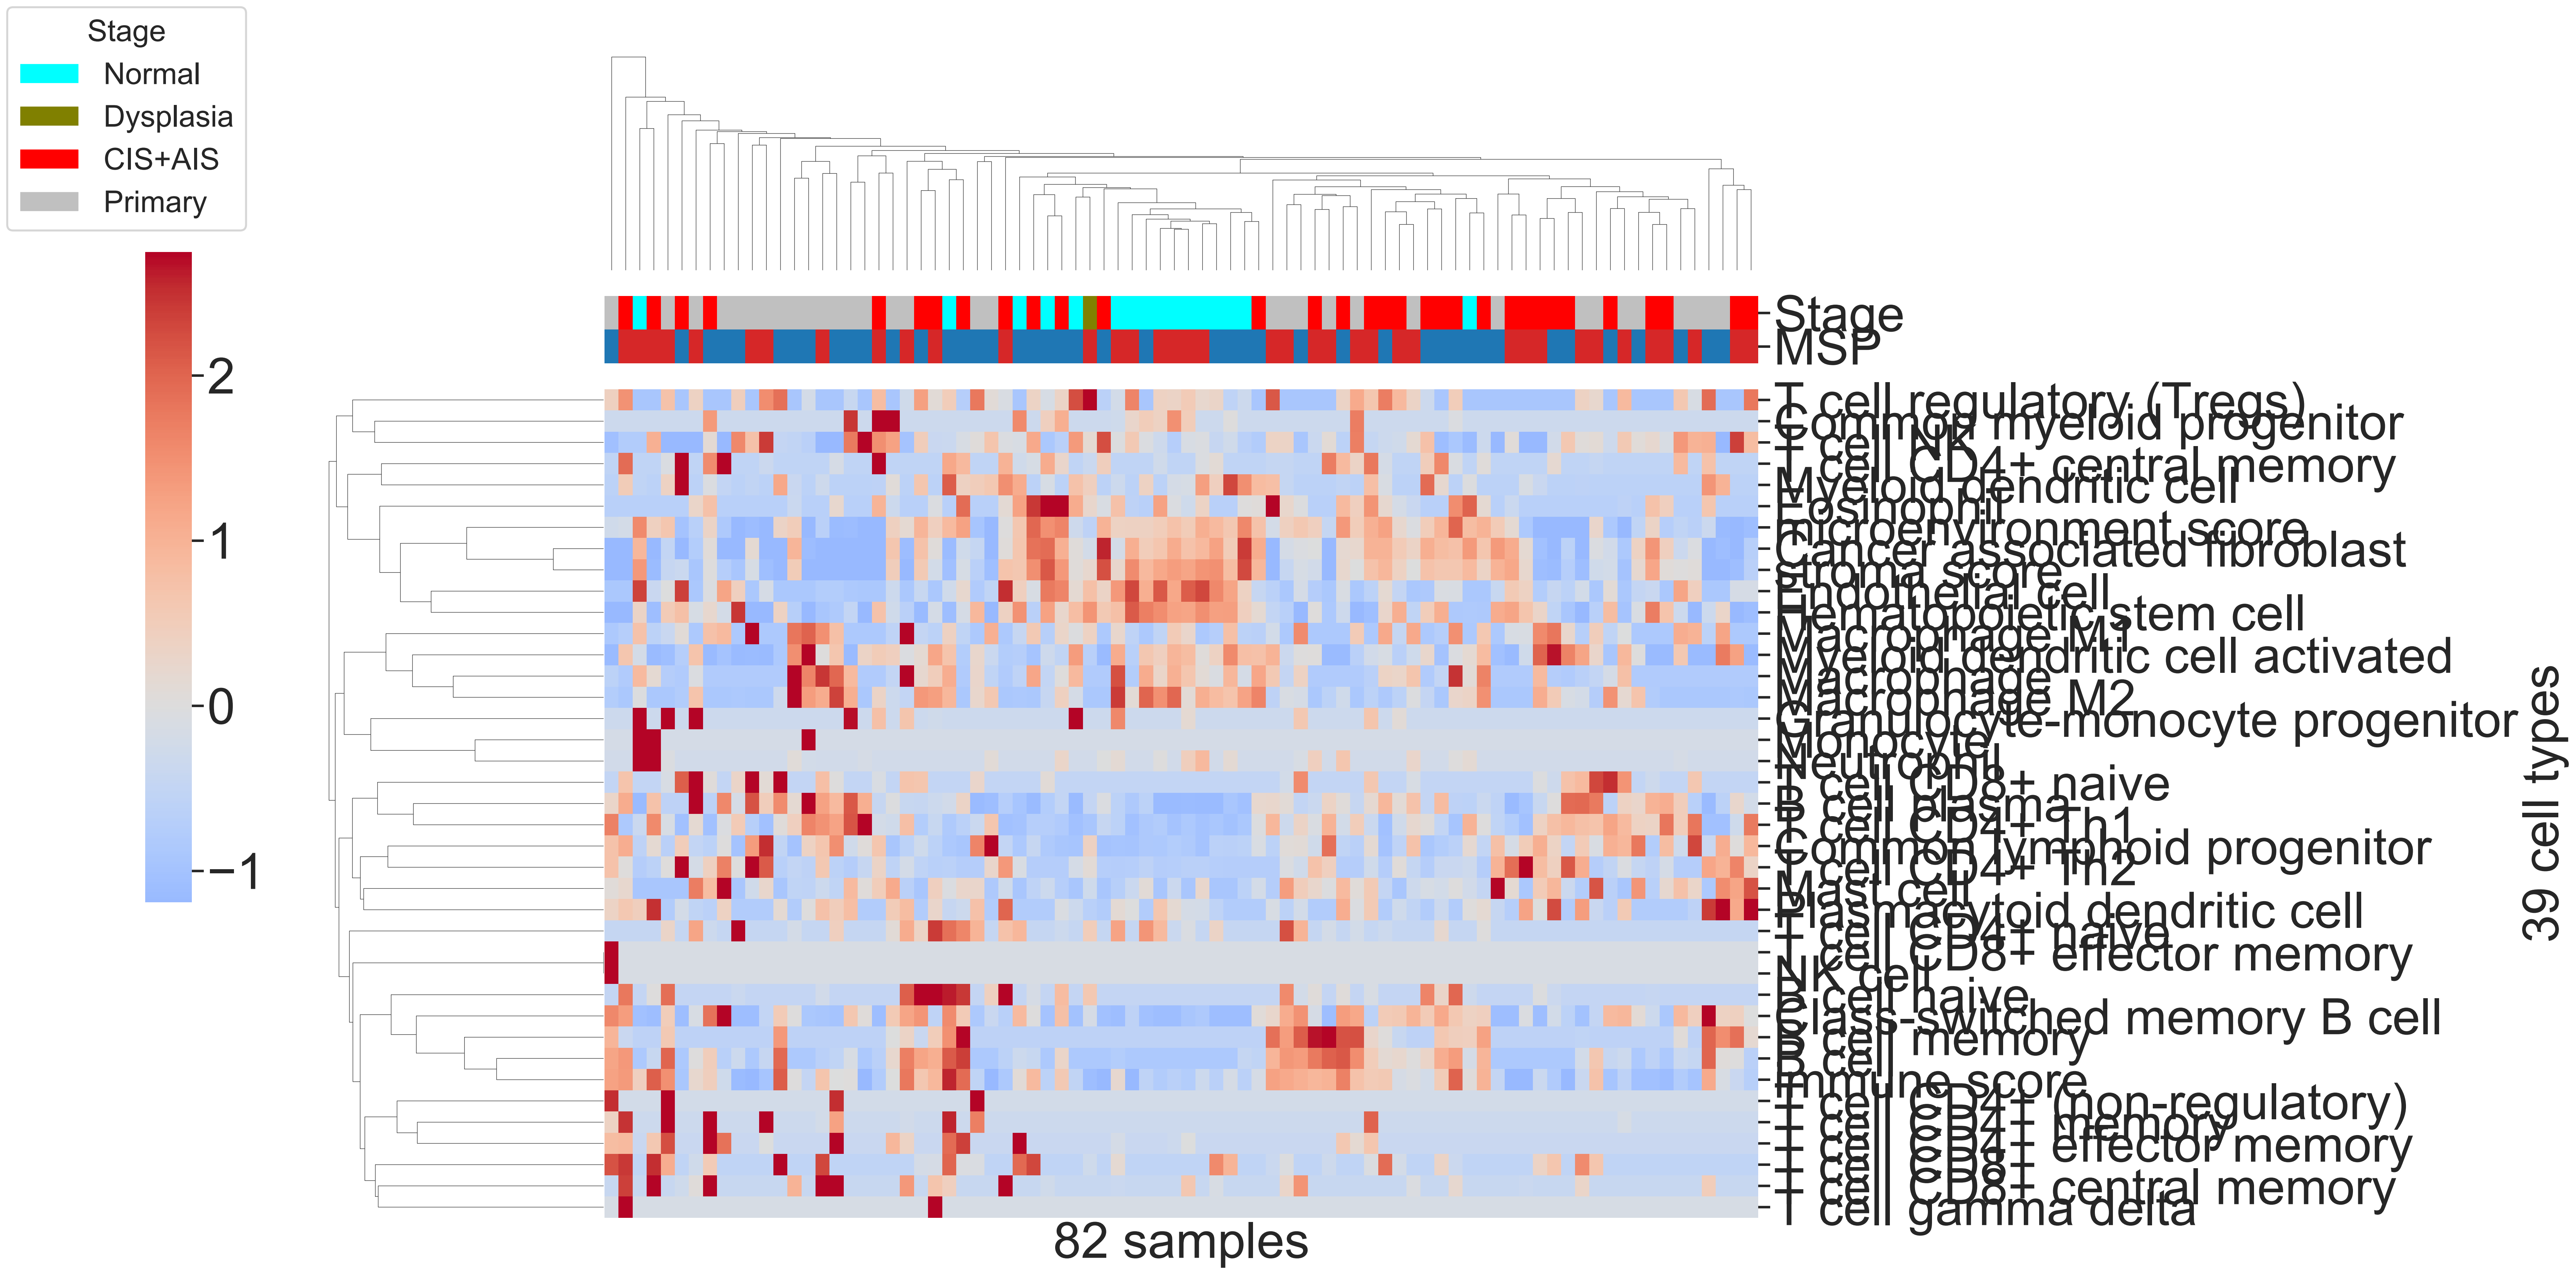 Stage
Normal
Dysplasia
CIS+AIS
Primary
2
1
0
−1
Stage
MSP
T cell regulatory (Tregs)
Common myeloid progenitor
T cell NK
T cell CD4+ central memory
Myeloid dendritic cell
Eosinophil
microenvironment score
Cancer associated fibroblast
stroma score
Endothelial cell
Hematopoietic stem cell
Macrophage M1
Myeloid dendritic cell activated
Macrophage
Macrophage M2
Granulocyte-monocyte progenitor
Monocyte
Neutrophil
T cell CD8+ naive
B cell plasma
T cell CD4+ Th1
Common lymphoid progenitor
T cell CD4+ Th2
Mast cell
Plasmacytoid dendritic cell
T cell CD4+ naive
T cell CD8+ effector memory
NK cell
B cell naive
Class-switched memory B cell
B cell memory
B cell
immune score
T cell CD4+ (non-regulatory)
T cell CD4+ memory
T cell CD4+ effector memory
T cell CD8+
T cell CD8+ central memory
T cell gamma delta
39 cell types
82 samples